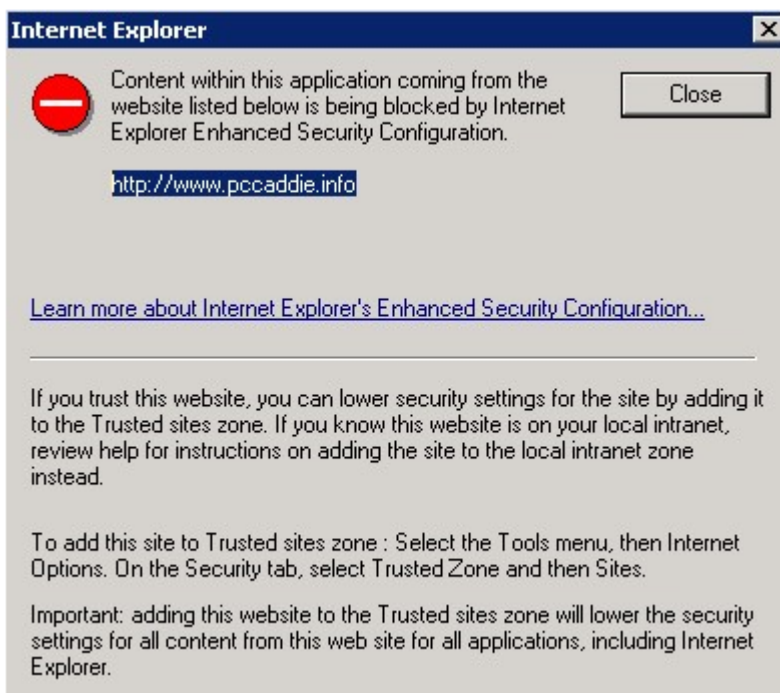 Internet Explorer
Content within this application coming from the
website listed below is being blocked by Internet
Explorer Enhanced Security Configuration.
Close
http://www.pccaddie.info
Learn more about Internet Explorer's Enhanced Security Configuration...
If you trust this website, you can lower security settings for the site by adding it
to the Trusted sites zone. If you know this website is on your local intranet,
review help for instructions on adding the site to the local intranet zone
instead.
To add this site to Trusted sites zone : Select the Tools menu, then Internet
Options. On the Security tab, select Trusted Zone and then Sites.
Important: adding this website to the Trusted sites zone will lower the security
settings for all content from this web site for all applications, including Internet
Explorer.